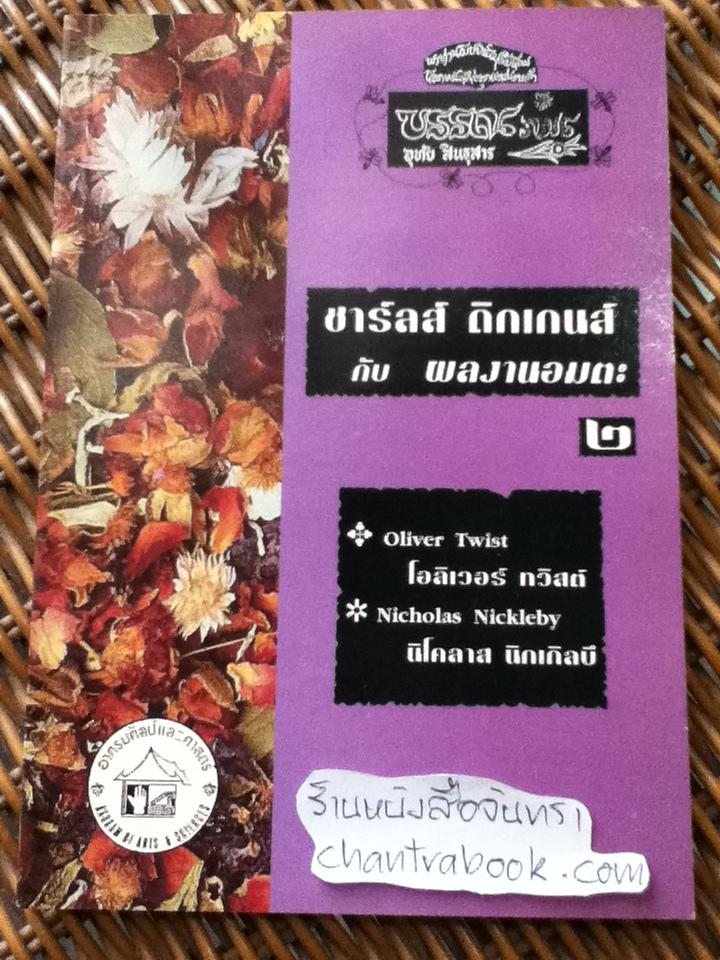 บรรณาภพ
อุทัย สินธุสาร
ชาร์ลส์ ดิกเกนส์
กับ ผลงานอมตะ
๒
Oliver Twist
โอลิเวอร์ ทวิสต์
Nicholas Nickleby
นิโคลาส นิกเกิลบี
อาศรมศิลป์และศาสตร์
ASHRAM OF ARTS & SCIENCES
ร้านหนังสือจันทรา
chantrabook.com